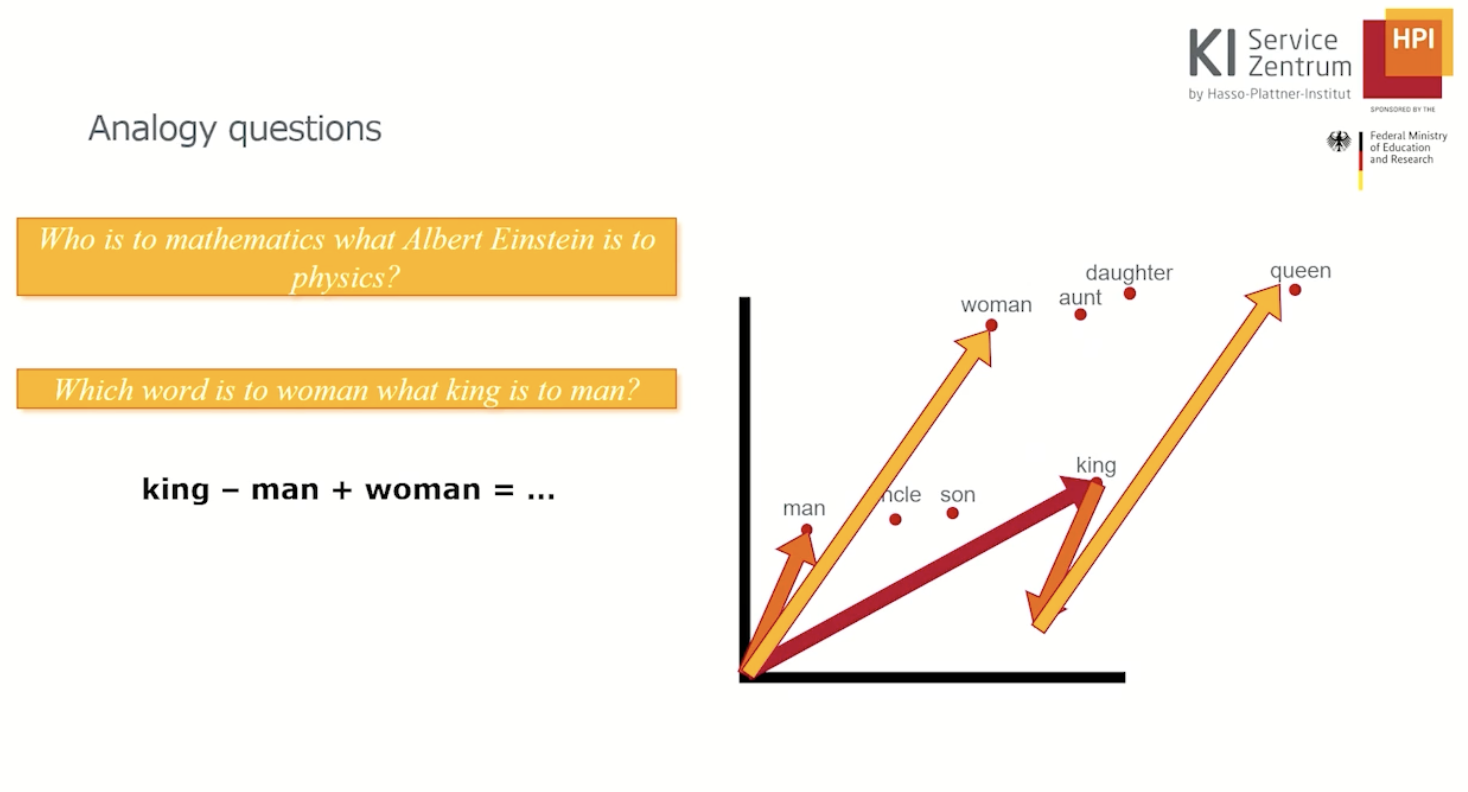 KI Service
Zentrum
by Hasso-Plattner-Institut
HPI
SPONSORED BY THE
Federal Ministry
of Education
and Research
Analogy questions
Who is to mathematics what Albert Einstein is to
physics?
Which word is to woman what king is to man?
king – man + woman = ...
daughter
queen
aunt
woman
king
man
ncle
son